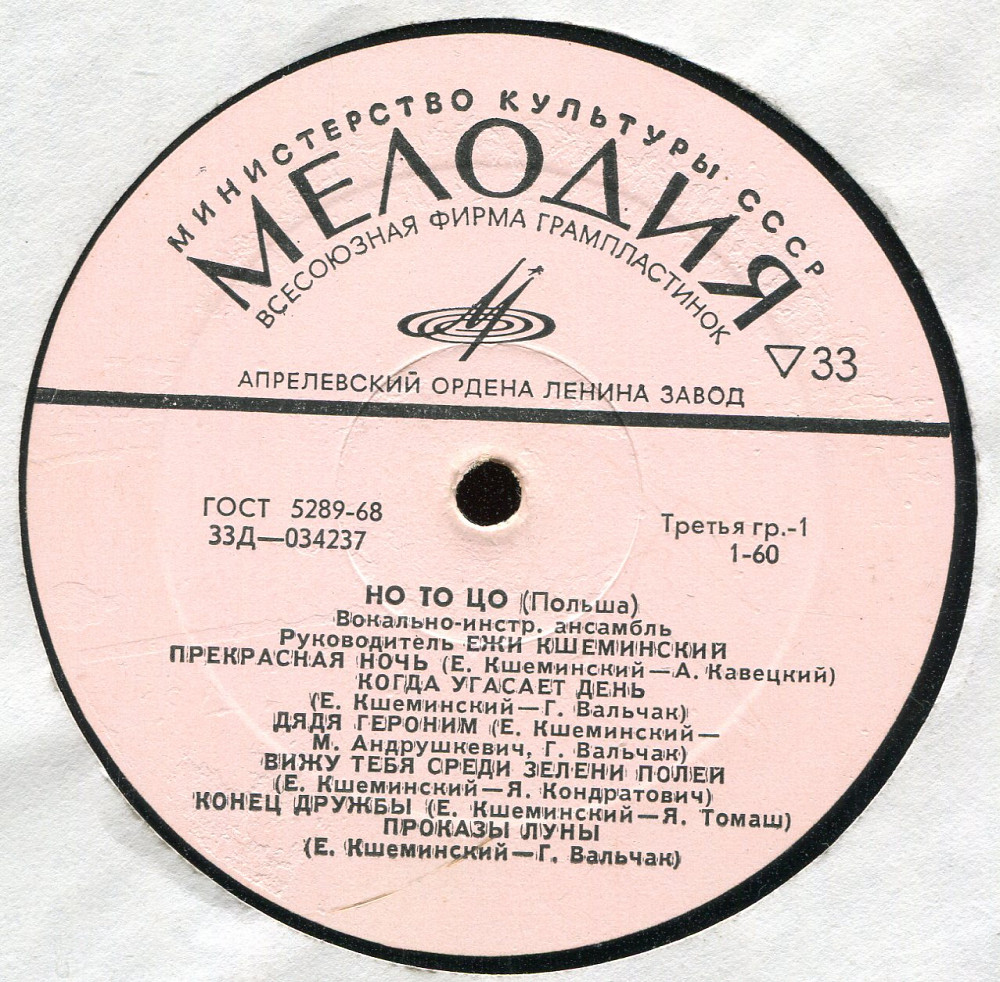 МИНИСТЕРСТВО КУЛЬТУРЫ СССР
МЕЛОДИЯ
ВСЕСОЮЗНАЯ ФИРМА ГРАМПЛАСТИНОК
▽33
АПРЕЛЕВСКИЙ ОРДЕНА ЛЕНИНА ЗАВОД
ГОСТ 5289-68
33Д—034237
Третья гр.-1
1-60
НО ТО ЦО (Польша)
Вокально-инстр. ансамбль
Руководитель ЕЖИ КШЕМИНСКИЙ
ПРЕКРАСНАЯ НОЧЬ (Е. Кшеминский—А. Кавецкий)
КОГДА УГАСАЕТ ДЕНЬ
(Е. Кшеминский—Г. Вальчак)
ДЯДЯ ГЕРОНИМ (Е. Кшеминский—
М. Андрушкевич, Г. Вальчак)
ВИЖУ ТЕБЯ СРЕДИ ЗЕЛЕНИ ПОЛЕЙ
(Е. Кшеминский—Я. Кондратович)
КОНЕЦ ДРУЖБЫ (Е. Кшеминский—Я. Томаш)
ПРОКАЗЫ ЛУНЫ
(Е. Кшеминский—Г. Вальчак)